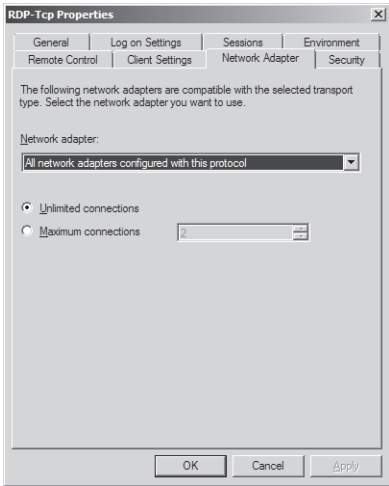 RDP-Tcp Properties
General Log on Settings Sessions Environment
Remote Control Client Settings Network Adapter Security
The following network adapters are compatible with the selected transport
type. Select the network adapter you want to use.
Network adapter:
All network adapters configured with this protocol
Unlimited connections
Maximum connections 2
OK Cancel Apply